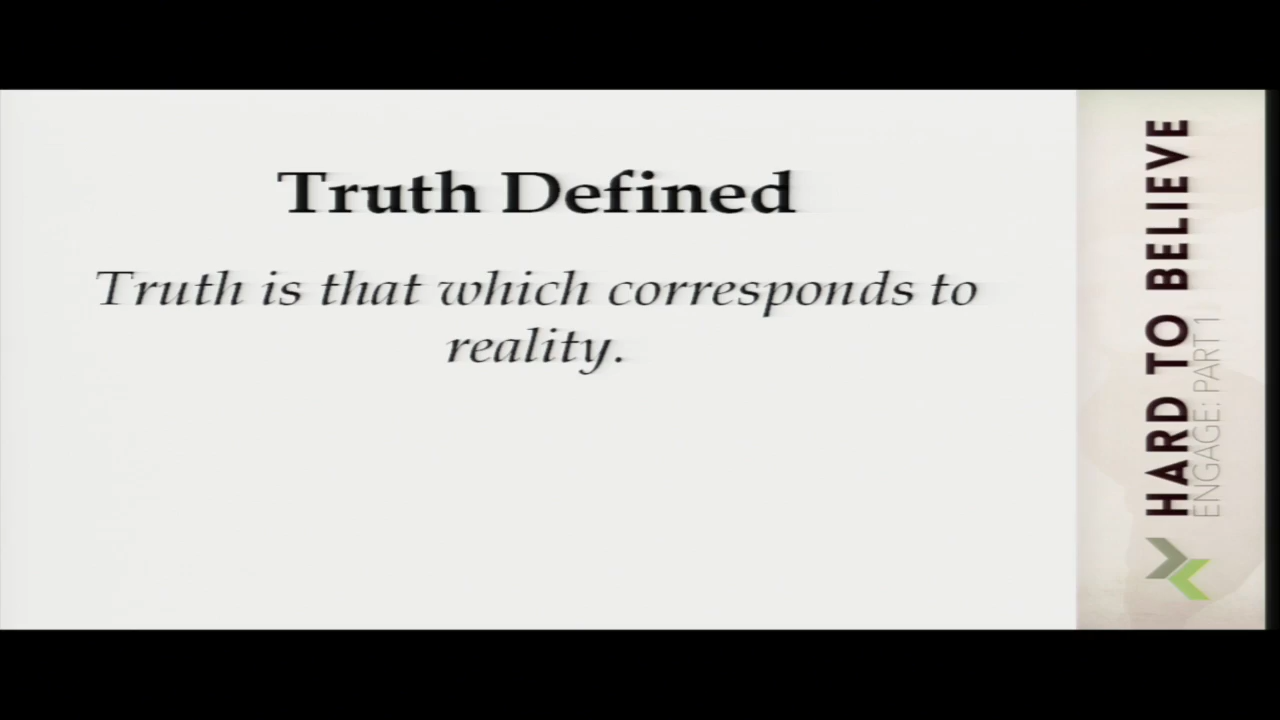 Truth Defined
Truth is that which corresponds to
reality.
HARD TO BELIEVE
ENGAGE: PART 1